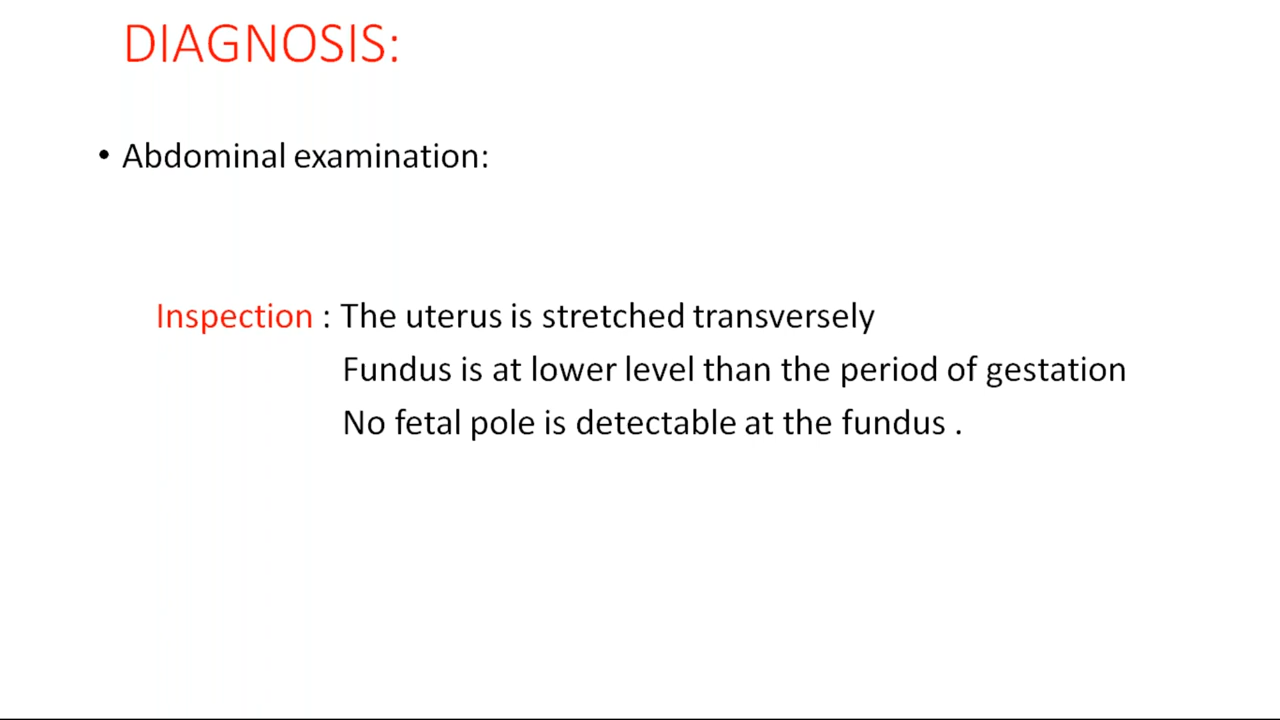 DIAGNOSIS:
• Abdominal examination:
Inspection : The uterus is stretched transversely
Fundus is at lower level than the period of gestation
No fetal pole is detectable at the fundus .